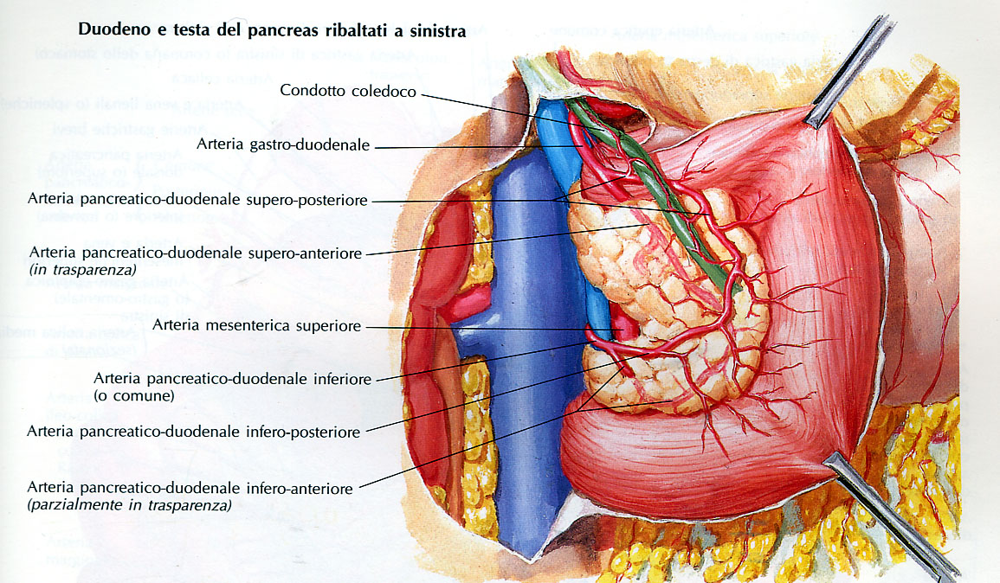 Duodeno e testa del pancreas ribaltati a sinistra
Condotto coledoco
Arteria gastro-duodenale
Arteria pancreatico-duodenale supero-posteriore
Arteria pancreatico-duodenale supero-anteriore
(in trasparenza)
Arteria mesenterica superiore
Arteria pancreatico-duodenale inferiore
(o comune)
Arteria pancreatico-duodenale infero-posteriore
Arteria pancreatico-duodenale infero-anteriore
(parzialmente in trasparenza)